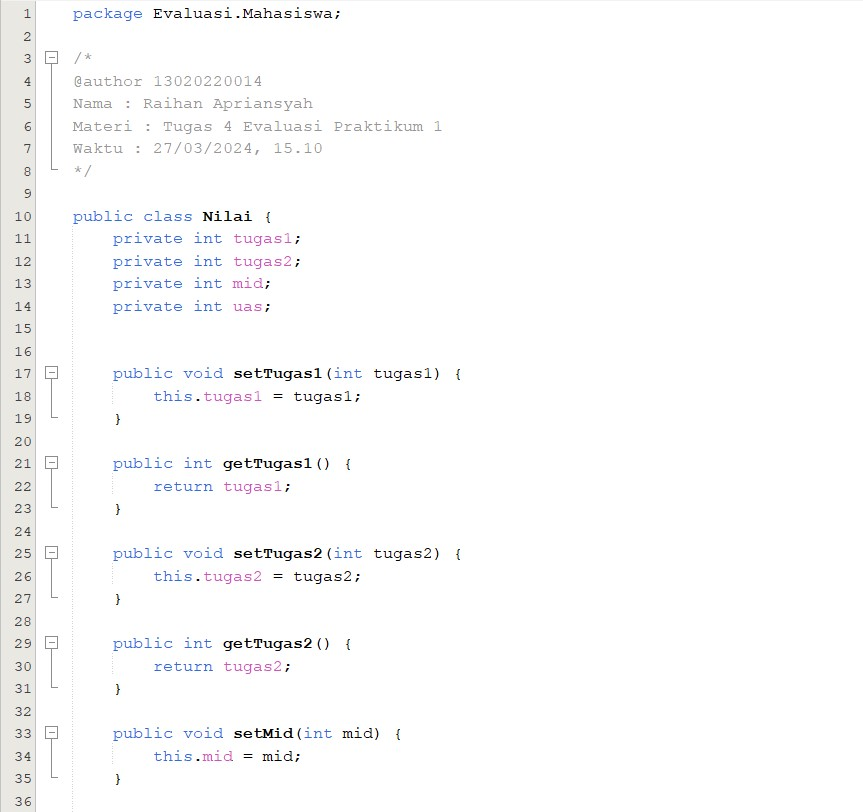 1 package Evaluasi.Mahasiswa;
2
3 /*
4 @author 13020220014
5 Nama : Raihan Apriansyah
6 Materi : Tugas 4 Evaluasi Praktikum 1
7 Waktu : 27/03/2024, 15.10
8 */
9
10 public class Nilai {
11     private int tugas1;
12     private int tugas2;
13     private int mid;
14     private int uas;
15
16
17     public void setTugas1(int tugas1) {
18         this.tugas1 = tugas1;
19     }
20
21     public int getTugas1() {
22         return tugas1;
23     }
24
25     public void setTugas2(int tugas2) {
26         this.tugas2 = tugas2;
27     }
28
29     public int getTugas2() {
30         return tugas2;
31     }
32
33     public void setMid(int mid) {
34         this.mid = mid;
35     }
36